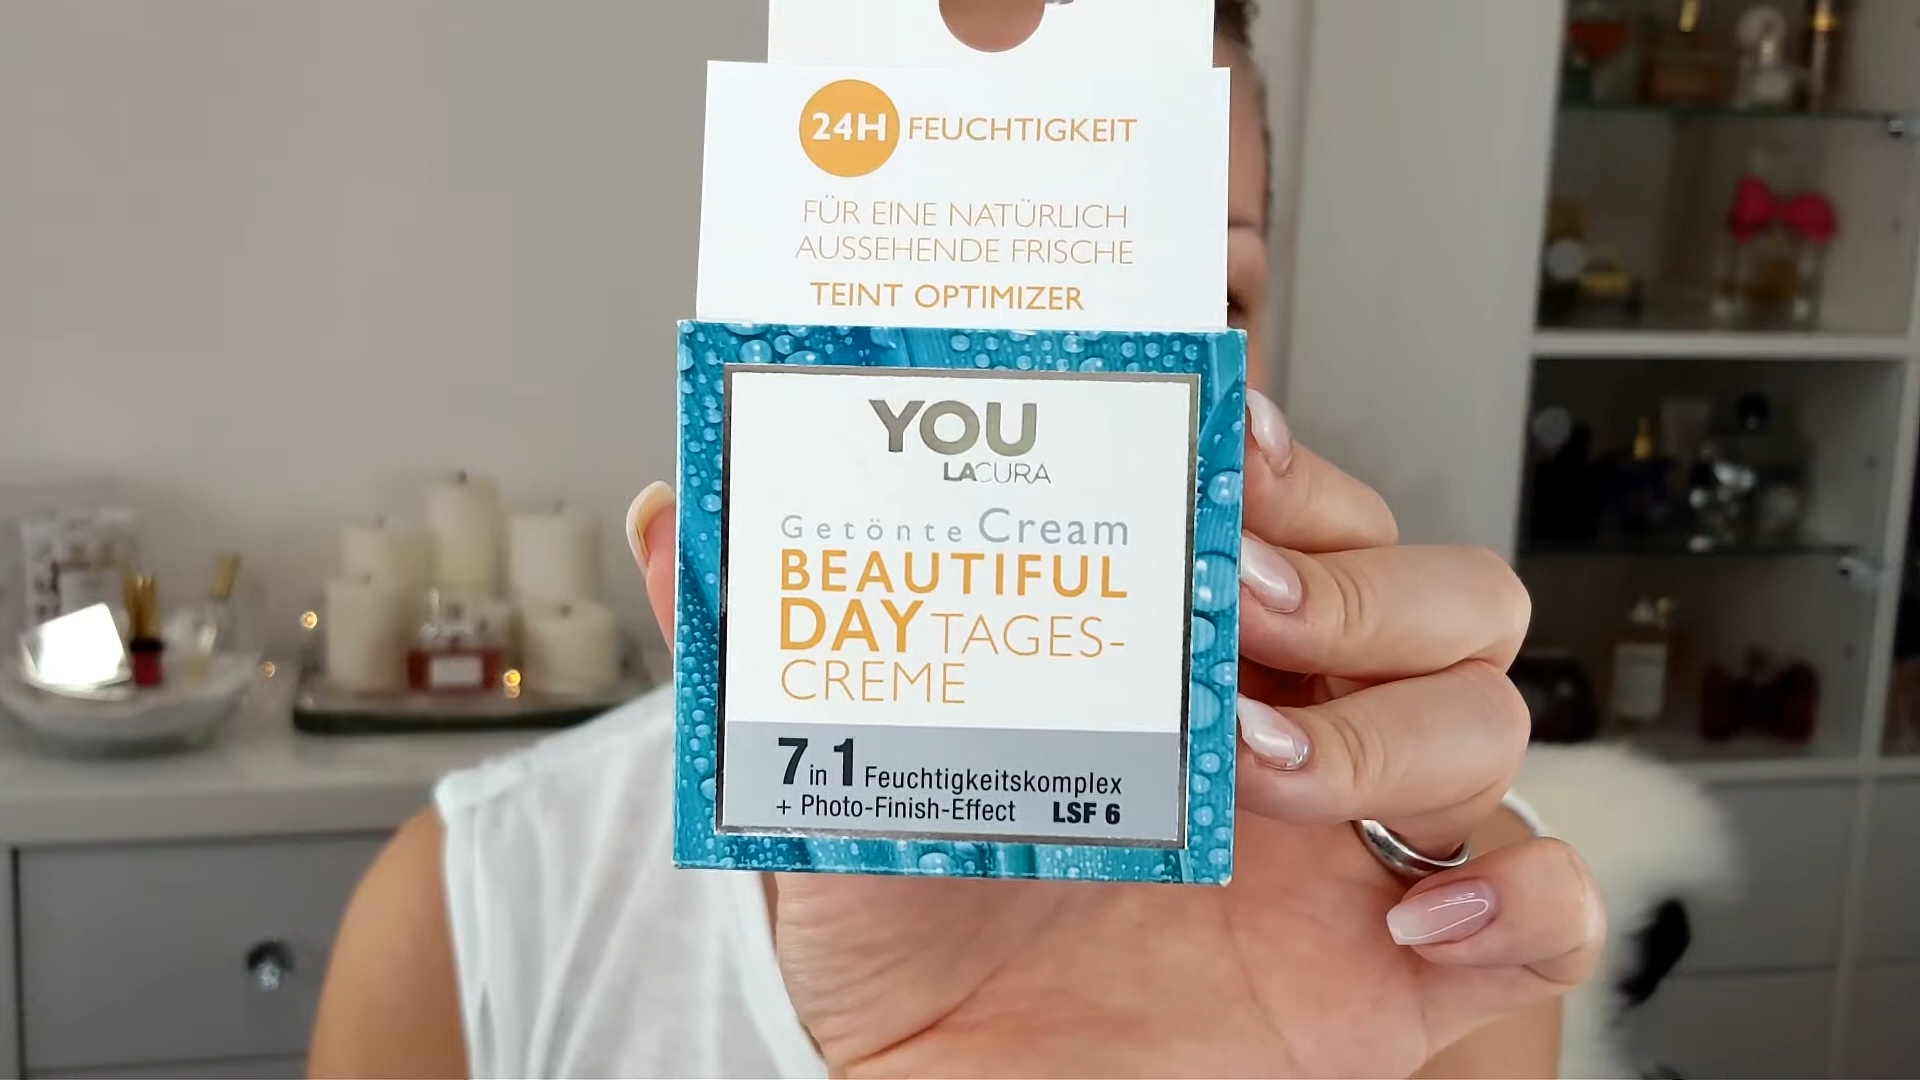 24H FEUCHTIGKEIT
FÜR EINE NATÜRLICH
AUSSEHENDE FRISCHE
TEINT OPTIMIZER
YOU
LACURA
Getönte Cream
BEAUTIFUL
DAY TAGES-
CREME
7 in 1 Feuchtigkeitskomplex
+ Photo-Finish-Effect LSF 6